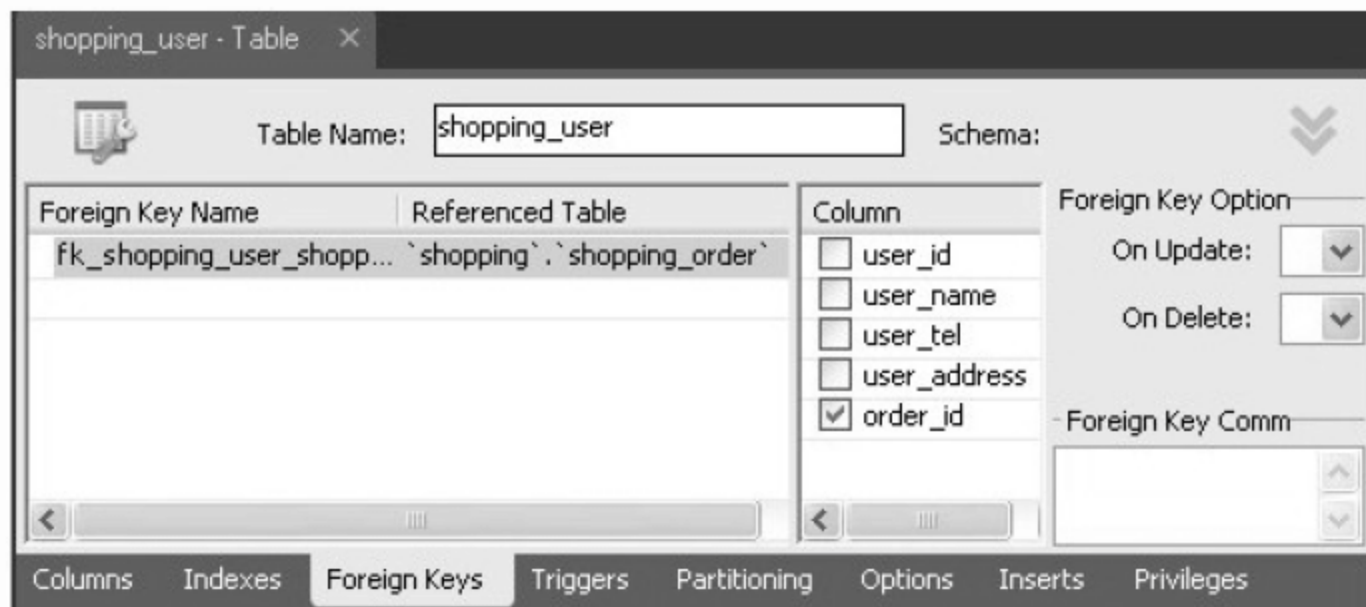 shopping_user - Table ×
Table Name: shopping_user Schema:
Foreign Key Name Referenced Table
fk_shopping_user_shopp... `shopping`.`shopping_order`
Column
user_id
user_name
user_tel
user_address
order_id
Foreign Key Option
On Update:
On Delete:
Foreign Key Comm
Columns Indexes Foreign Keys Triggers Partitioning Options Inserts Privileges